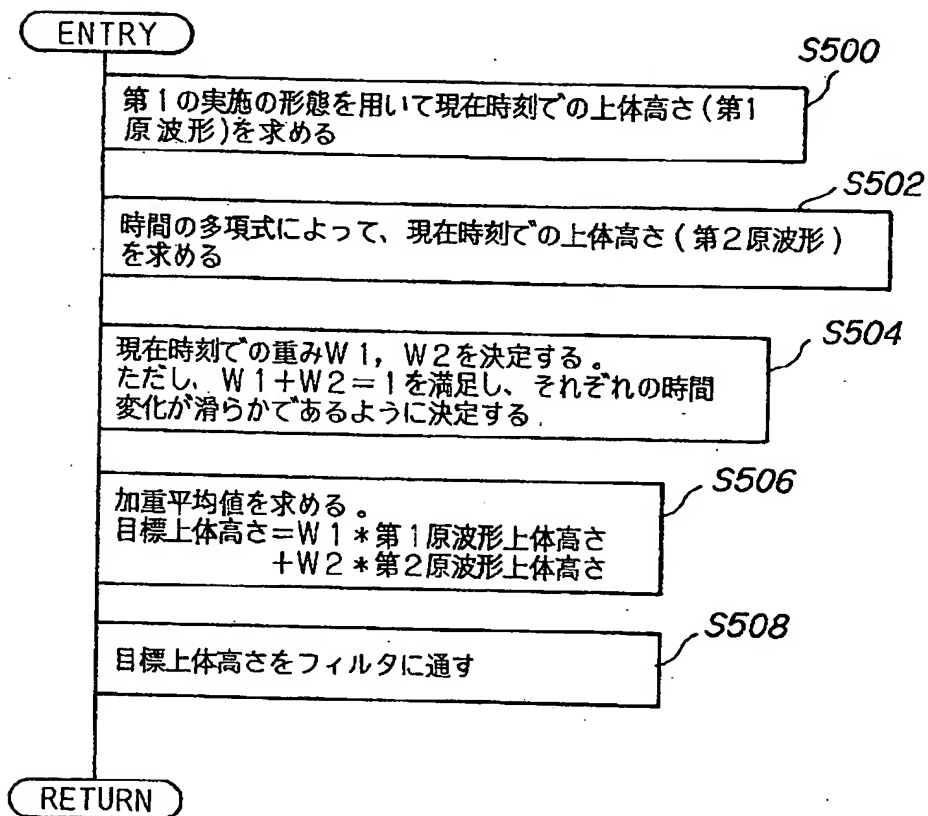 ENTRY
S500
第1の実施の形態を用いて現在時刻での上体高さ(第1
原波形)を求める
S502
時間の多項式によって、現在時刻での上体高さ(第2原波形)
を求める
S504
現在時刻での重みW1,W2を決定する。
ただし、W1+W2=1を満足し、それぞれの時間
変化が滑らかであるように決定する
S506
加重平均値を求める。
目標上体高さ=W1*第1原波形上体高さ
+W2*第2原波形上体高さ
S508
目標上体高さをフィルタに通す
RETURN